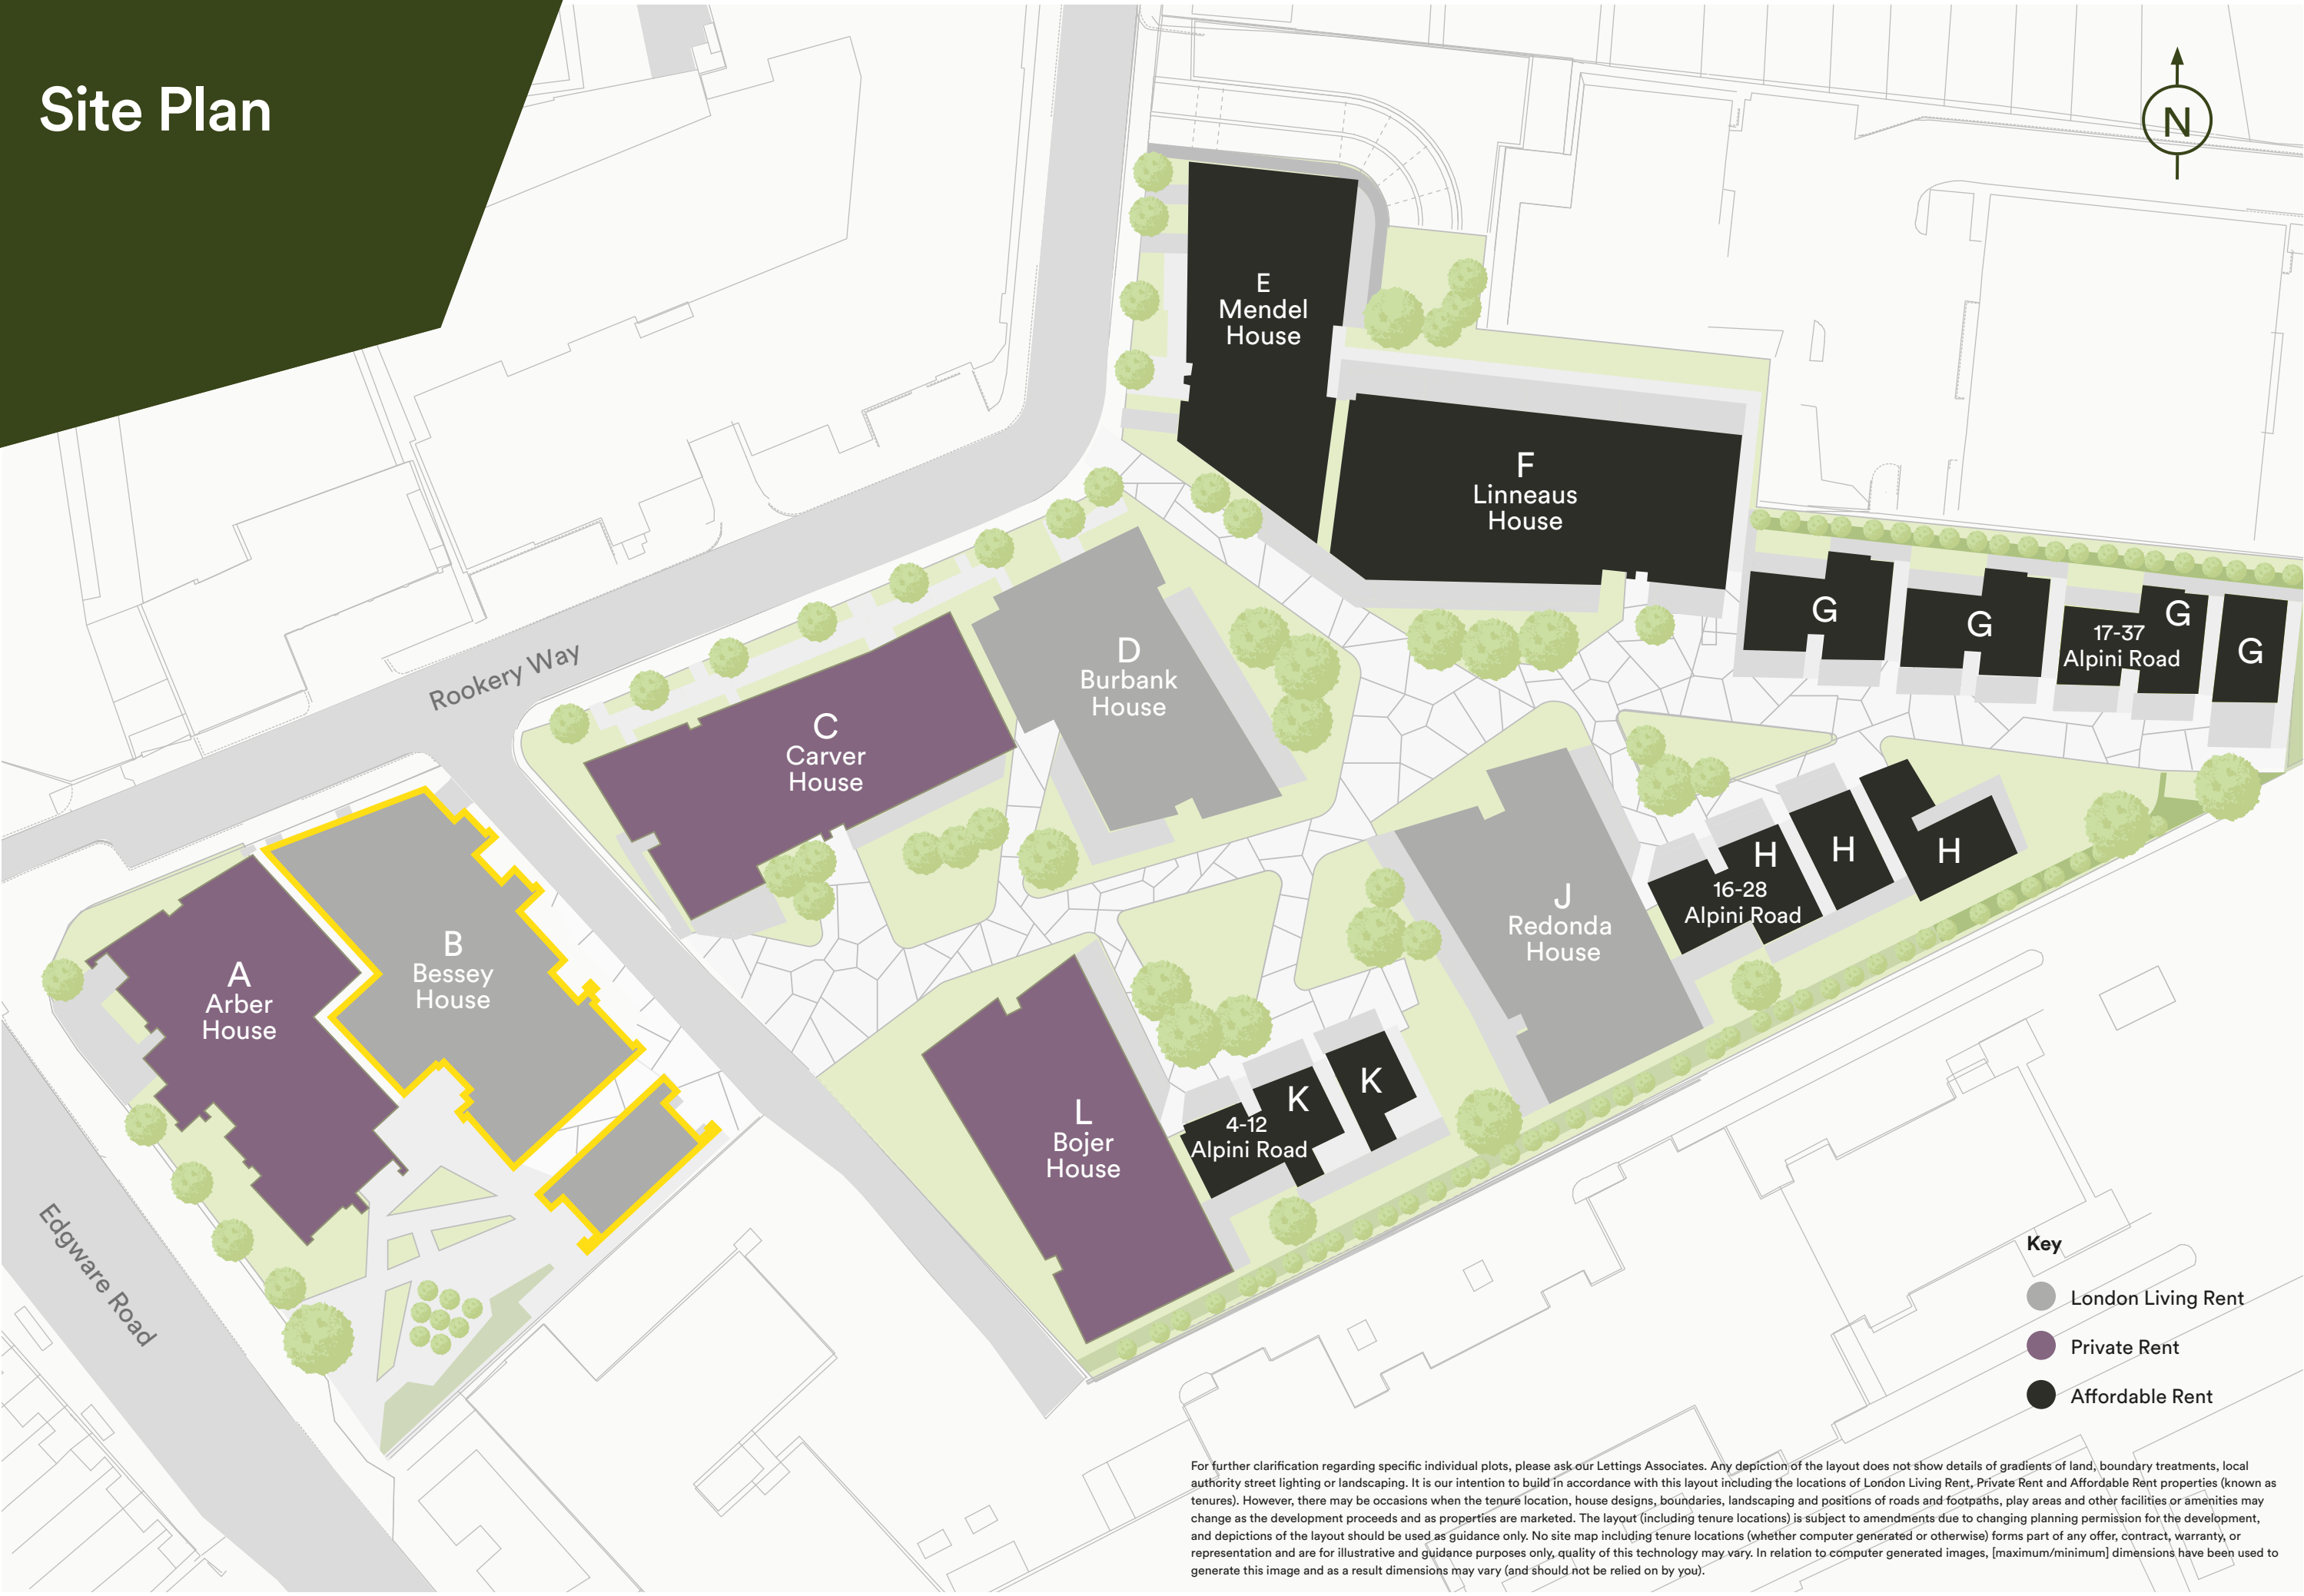 Site Plan
N
E
Mendel
House
F
Linneaus
House
G
G
G
17-37
Alpini Road
G
D
Burbank
House
Rookery Way
C
Carver
House
H
16-28
Alpini Road
H
H
J
Redonda
House
B
Bessey
House
A
Arber
House
K
K
4-12
Alpini Road
L
Bojer
House
Edgware Road
Key
London Living Rent
Private Rent
Affordable Rent
For further clarification regarding specific individual plots, please ask our Lettings Associates. Any depiction of the layout does not show details of gradients of land, boundary treatments, local
authority street lighting or landscaping. It is our intention to build in accordance with this layout including the locations of London Living Rent, Private Rent and Affordable Rent properties (known as
tenures). However, there may be occasions when the tenure location, house designs, boundaries, landscaping and positions of roads and footpaths, play areas and other facilities or amenities may
change as the development proceeds and as properties are marketed. The layout (including tenure locations) is subject to amendments due to changing planning permission for the development,
and depictions of the layout should be used as guidance only. No site map including tenure locations (whether computer generated or otherwise) forms part of any offer, contract, warranty, or
representation and are for illustrative and guidance purposes only, quality of this technology may vary. In relation to computer generated images, [maximum/minimum] dimensions have been used to
generate this image and as a result dimensions may vary (and should not be relied on by you).